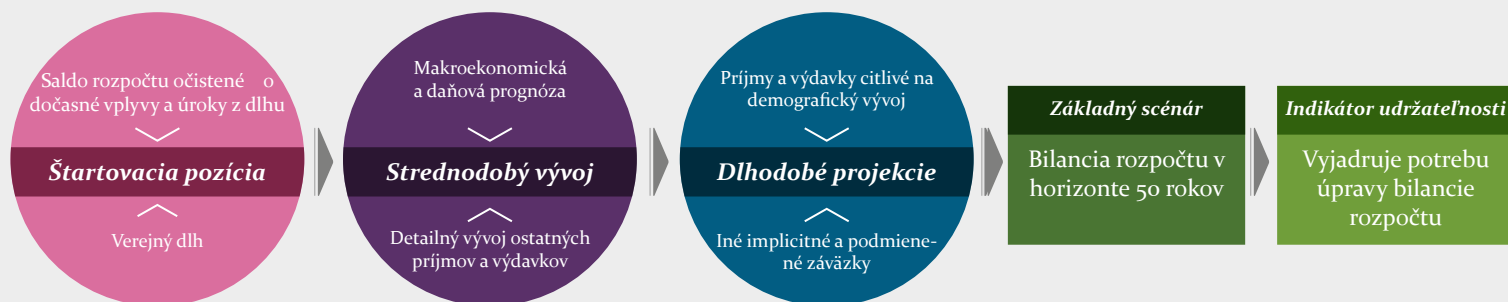 Saldo rozpočtu očistené o
dočasné vplyvy a úroky z dlhu
Štartovacia pozícia
Verejný dlh
Makroekonomická
a daňová prognóza
Strednodobý vývoj
Detailný vývoj ostatných
príjmov a výdavkov
Príjmy a výdavky citlivé na
demografický vývoj
Dlhodobé projekcie
Iné implicitné a podmiene-
né záväzky
Základný scénár
Bilancia rozpočtu v
horizonte 50 rokov
Indikátor udržateľnosti
Vyjadruje potrebu
úpravy bilancie
rozpočtu